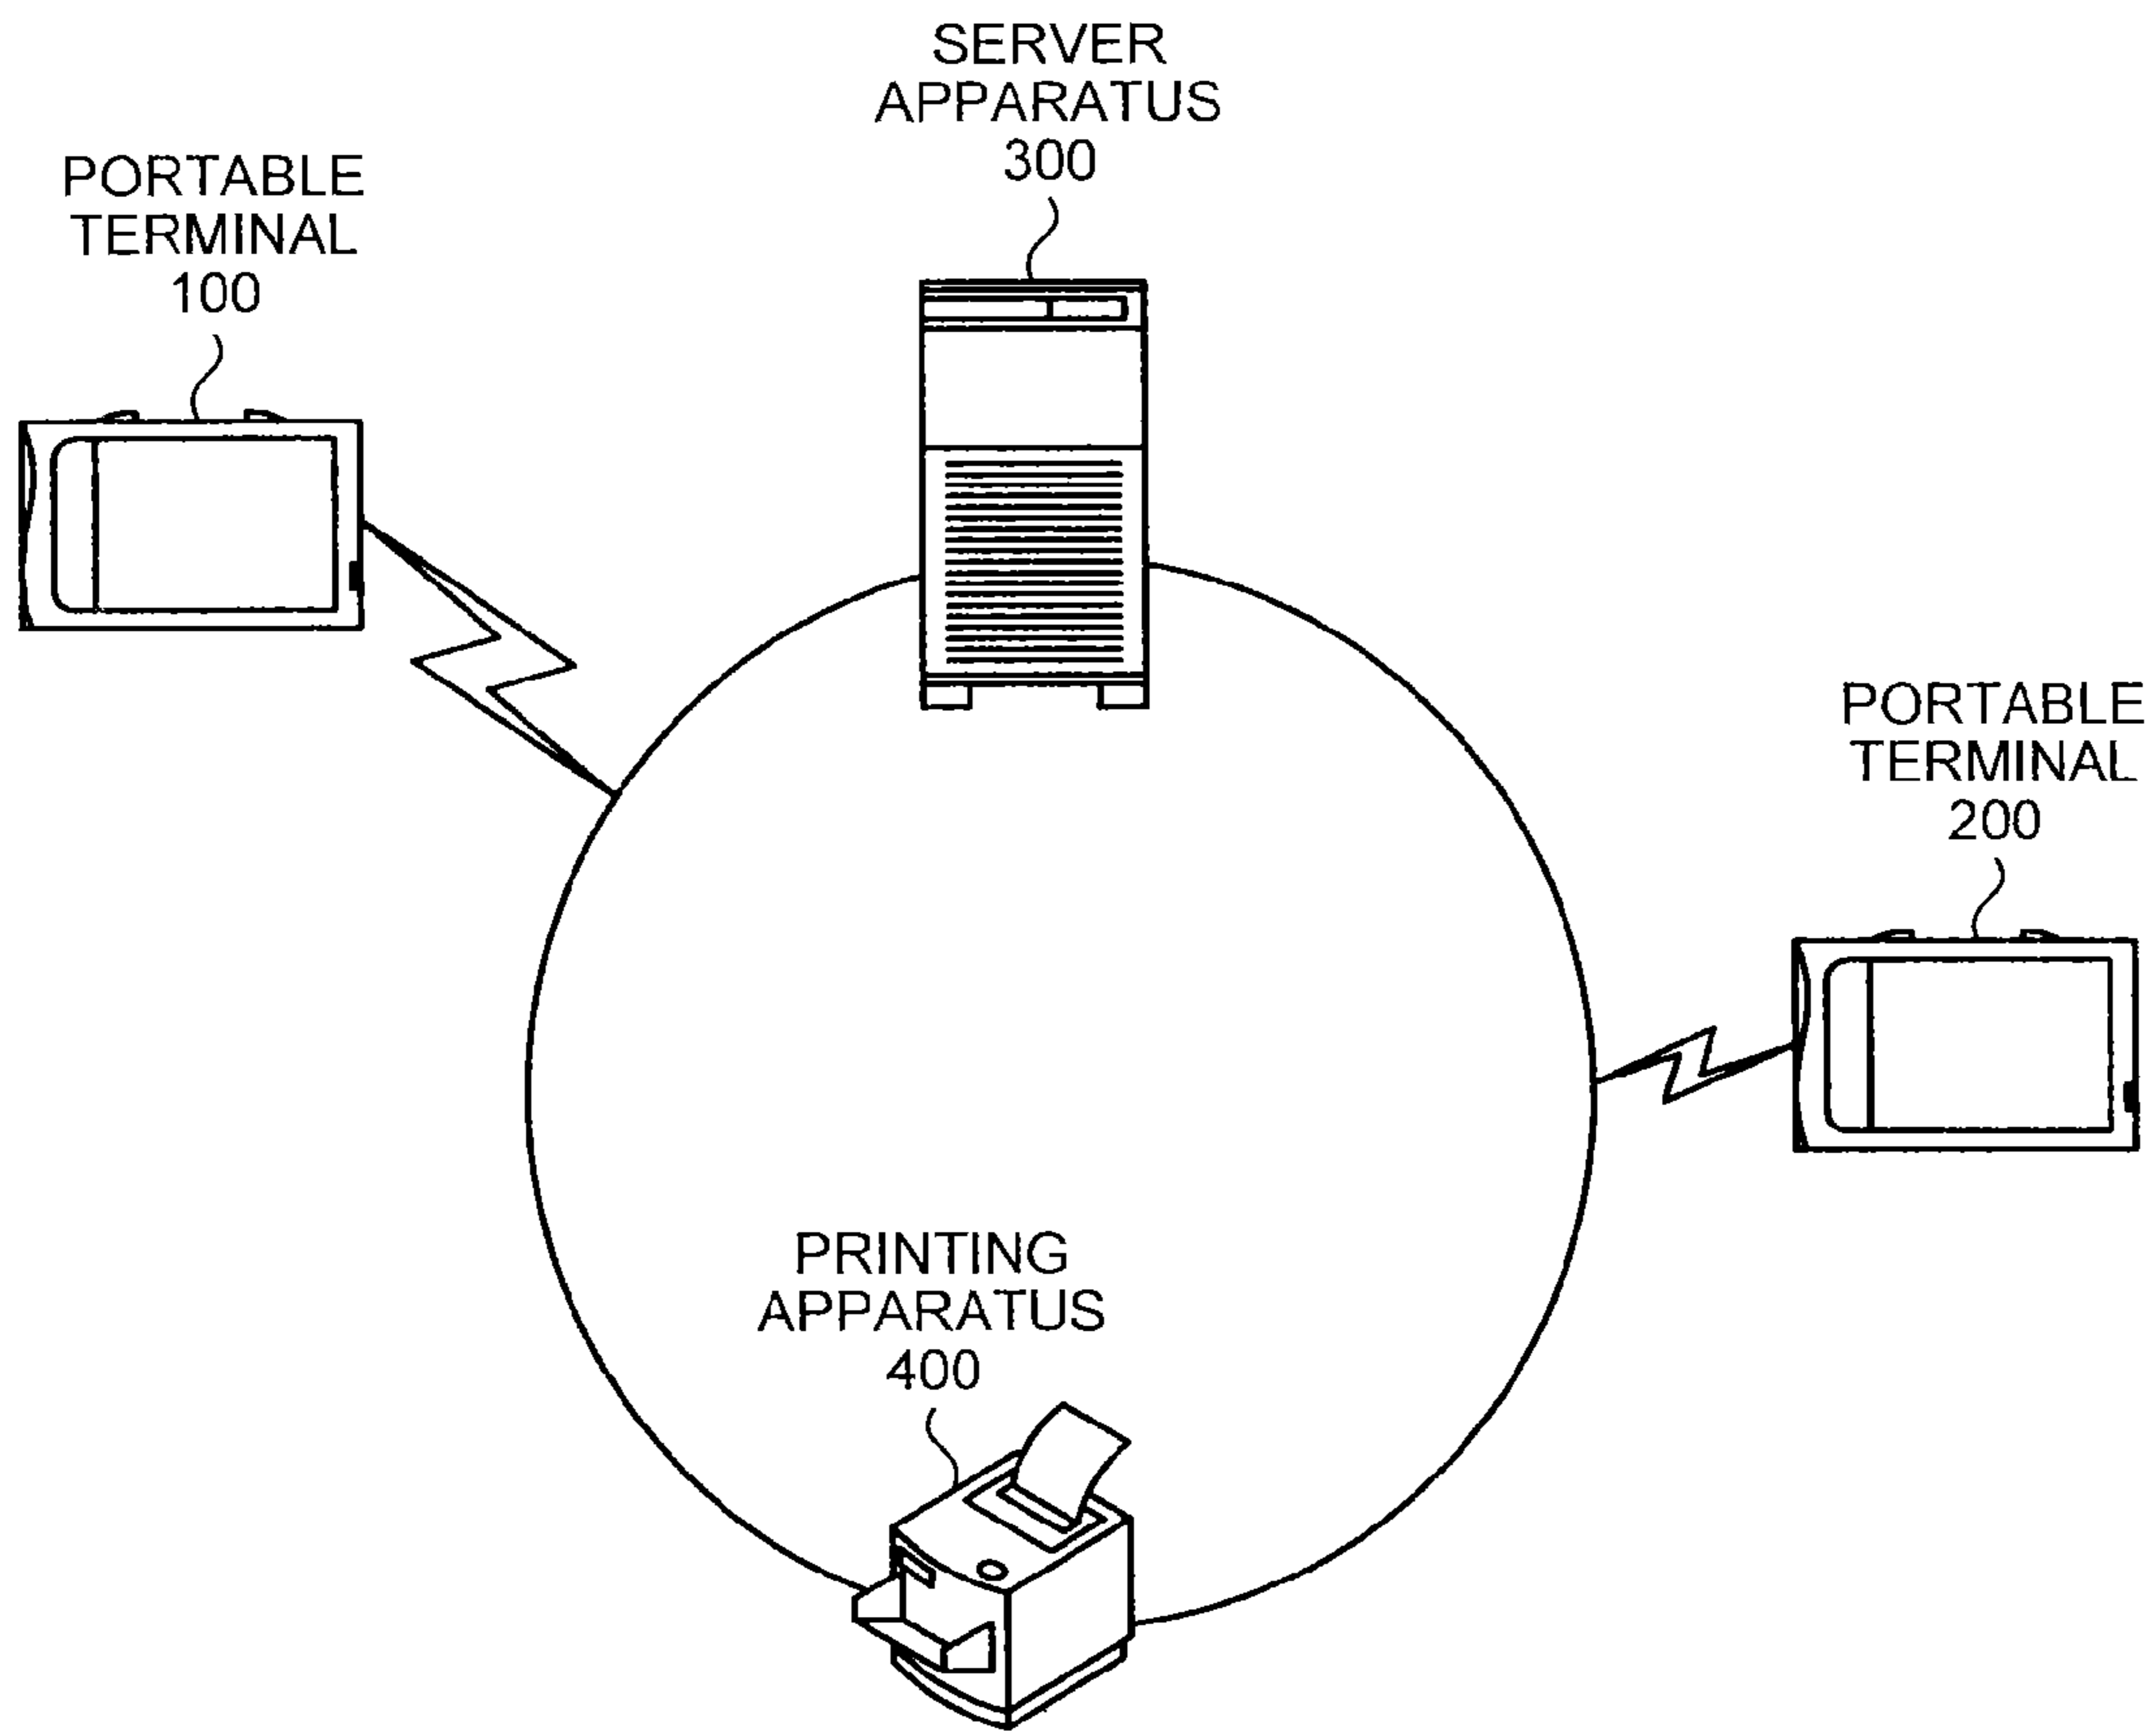 SERVER
APPARATUS
300
PORTABLE
TERMINAL
100
PORTABLE
TERMINAL
200
PRINTING
APPARATUS
400